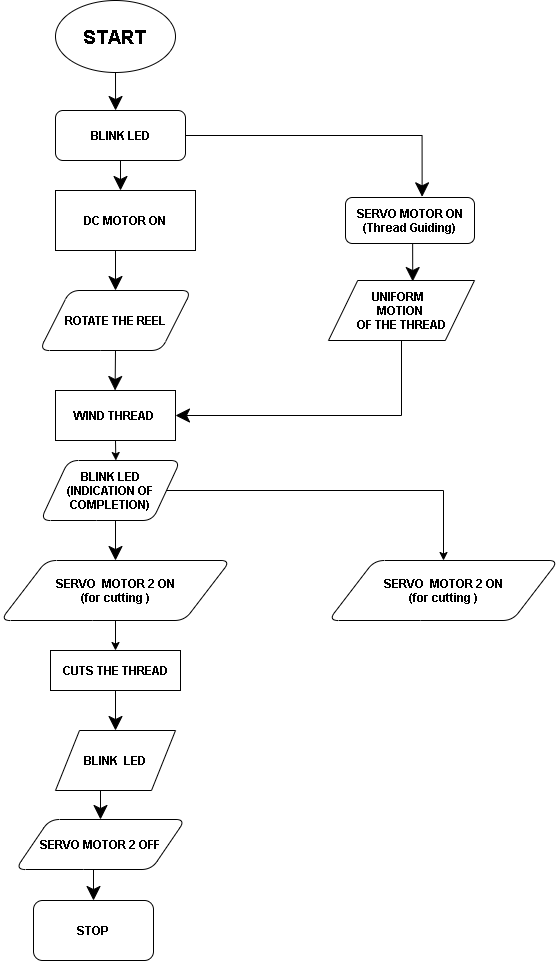 START
BLINK LED
DC MOTOR ON
SERVO MOTOR ON
(Thread Guiding)
ROTATE THE REEL
UNIFORM
MOTION
OF THE THREAD
WIND THREAD
BLINK LED
(INDICATION OF
COMPLETION)
SERVO MOTOR 2 ON
(for cutting )
SERVO MOTOR 2 ON
(for cutting )
CUTS THE THREAD
BLINK LED
SERVO MOTOR 2 OFF
STOP